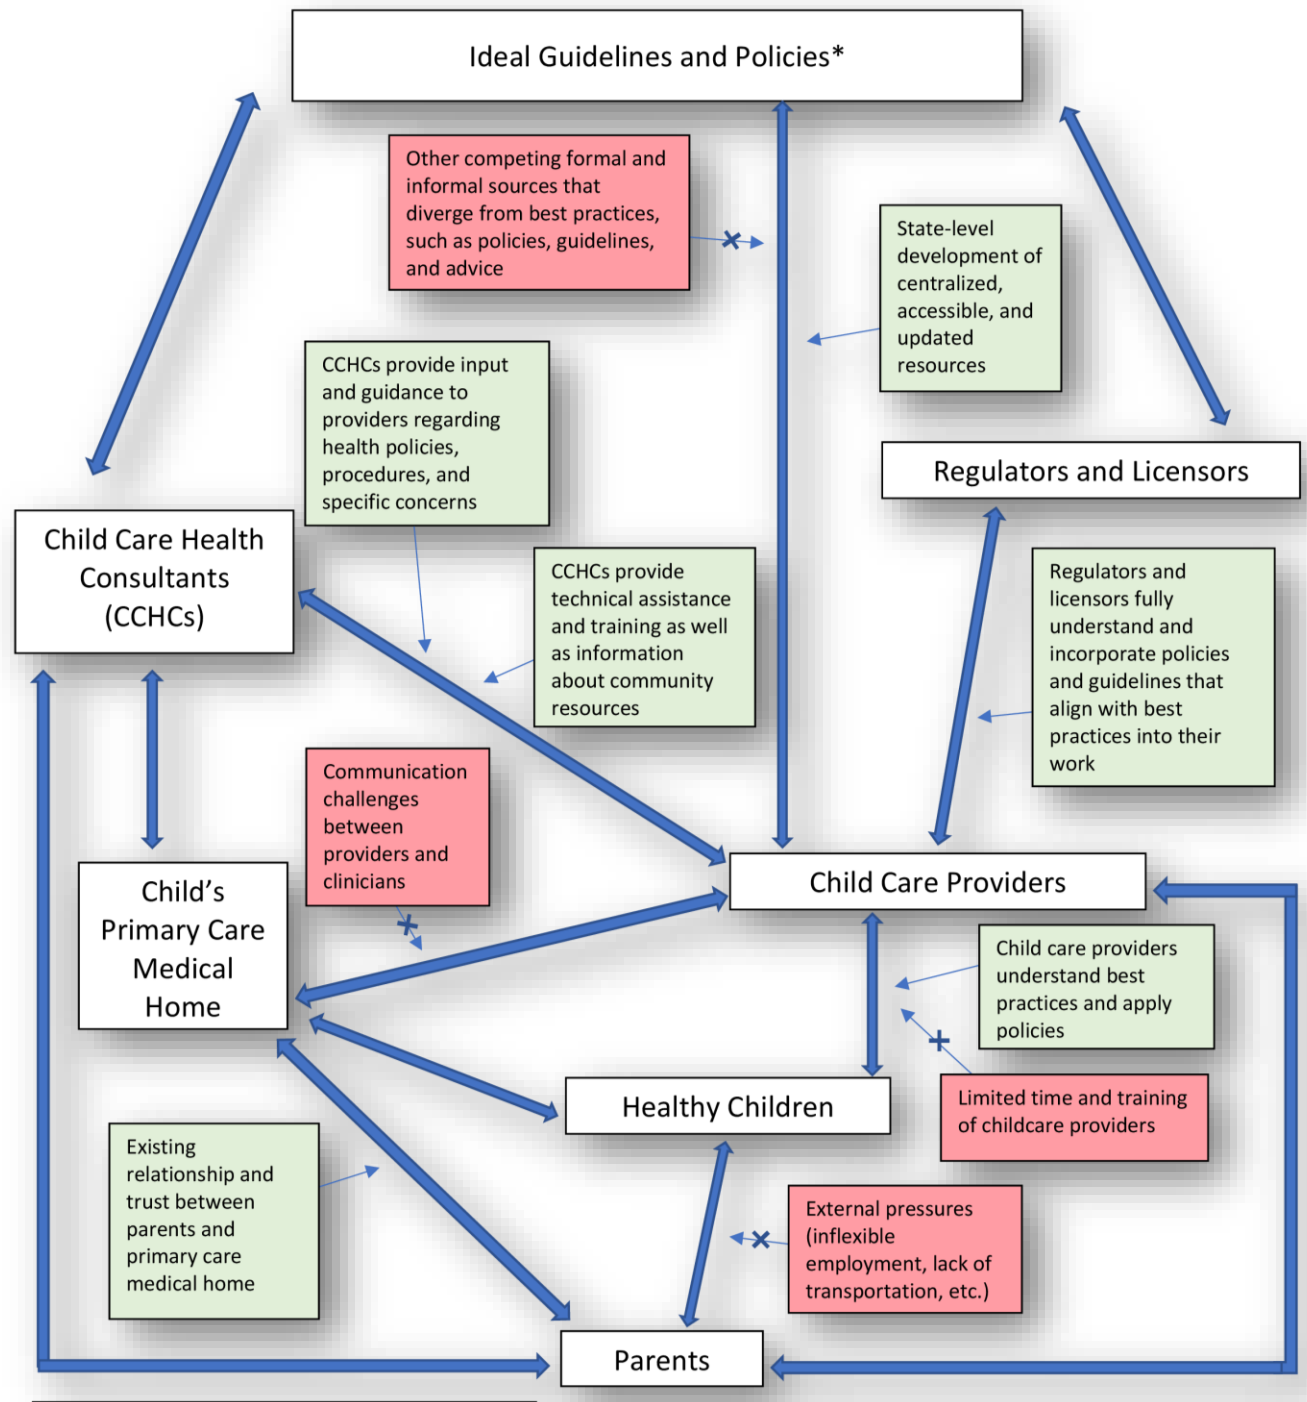 Ideal Guidelines and Policies*
Other competing formal and
informal sources that
diverge from best practices,
such as policies, guidelines,
and advice
State-level
development of
centralized,
accessible, and
updated
resources
CCHCs provide input
and guidance to
providers regarding
health policies,
procedures, and
specific concerns
Regulators and Licensors
Child Care Health
Consultants
(CCHCs)
CCHCs provide
technical assistance
and training as well
as information
about community
resources
Regulators and
licensors fully
understand and
incorporate policies
and guidelines that
align with best
practices into their
work
Communication
challenges
between
providers and
clinicians
Child's
Primary Care
Medical
Home
Child Care Providers
Child care providers
understand best
practices and apply
policies
Healthy Children
Limited time and training
of childcare providers
Existing
relationship and
trust between
parents and
primary care
medical home
External pressures
(inflexible
employment, lack of
transportation, etc.)
Parents